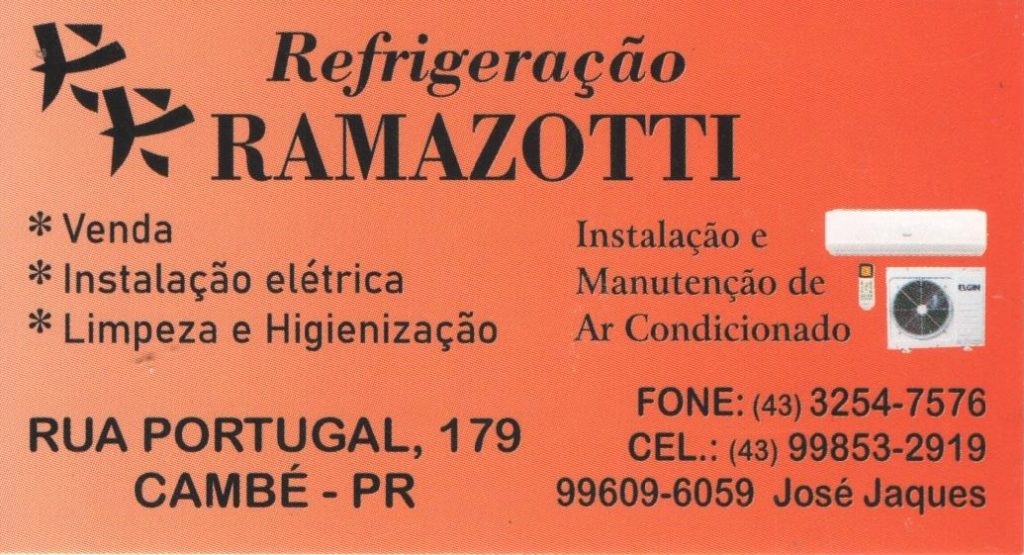 Refrigeração
RAMAZOTTI
* Venda
* Instalação elétrica
* Limpeza e Higienização
Instalação e
Manutenção de
Ar Condicionado
ELGIN
RUA PORTUGAL, 179
CAMBÉ - PR
FONE: (43) 3254-7576
CEL.: (43) 99853-2919
99609-6059 José Jaques